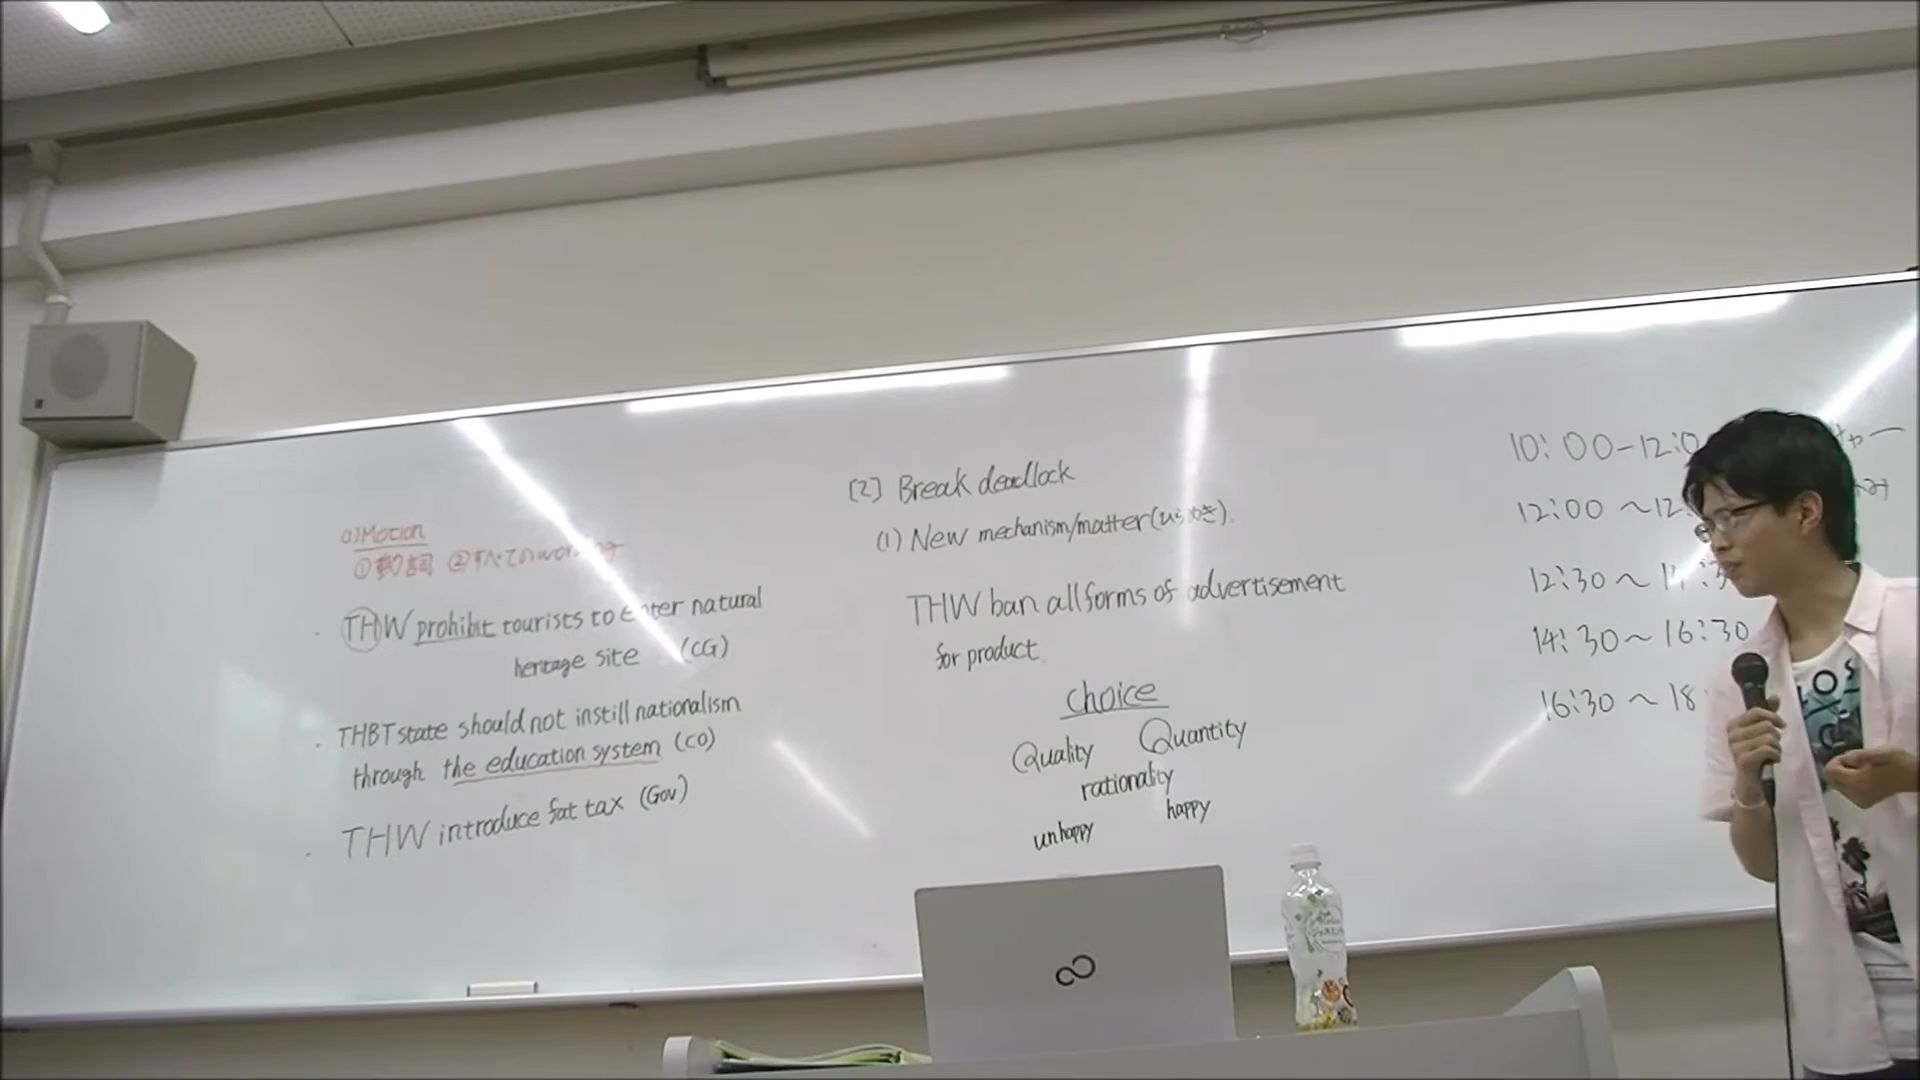 (1) Motion
①動詞 ②すべてのwording
THW prohibit tourists to enter natural
heritage site (CG)
THBT state should not instill nationalism
through the education system (CO)
THW introduce fat tax (Gov)
(2) Break deadlock
(1) New mechanism/matter(ひらめき).
THW ban all forms of advertisement
for product.
choice
Quality Quantity
rationality
unhappy happy
10:00-12:0
12:00 ~12:
12:30 ~ 14:3
14:30~16:30
16:30 ~ 18